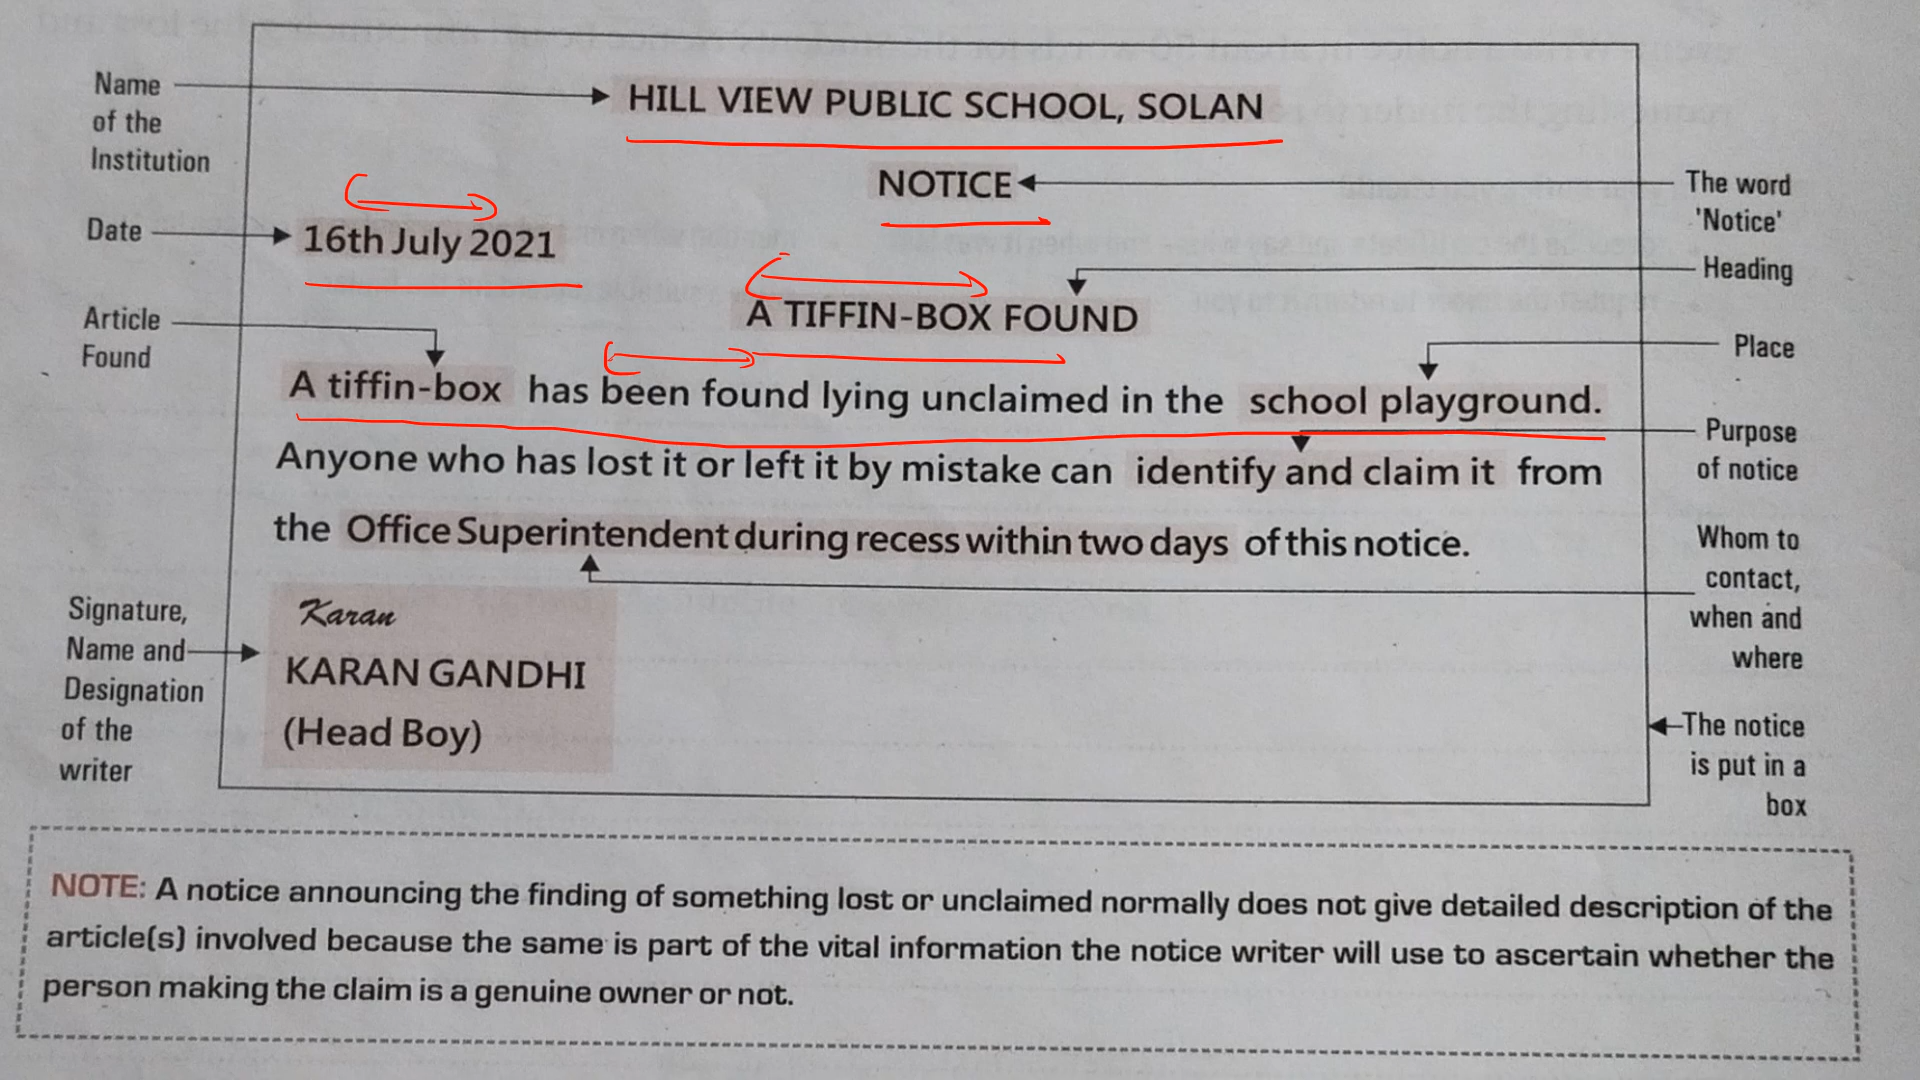 Name
of the
Institution
HILL VIEW PUBLIC SCHOOL, SOLAN
NOTICE
The word
'Notice'
Date
16th July 2021
Heading
A TIFFIN-BOX FOUND
Article
Found
Place
A tiffin-box has been found lying unclaimed in the school playground.
Purpose
of notice
Anyone who has lost it or left it by mistake can identify and claim it from
the Office Superintendent during recess within two days of this notice.
Whom to
contact,
when and
where
Signature,
Name and
Designation
of the
writer
Karan
KARAN GANDHI
(Head Boy)
The notice
is put in a
box
NOTE: A notice announcing the finding of something lost or unclaimed normally does not give detailed description of the
article(s) involved because the same is part of the vital information the notice writer will use to ascertain whether the
person making the claim is a genuine owner or not.